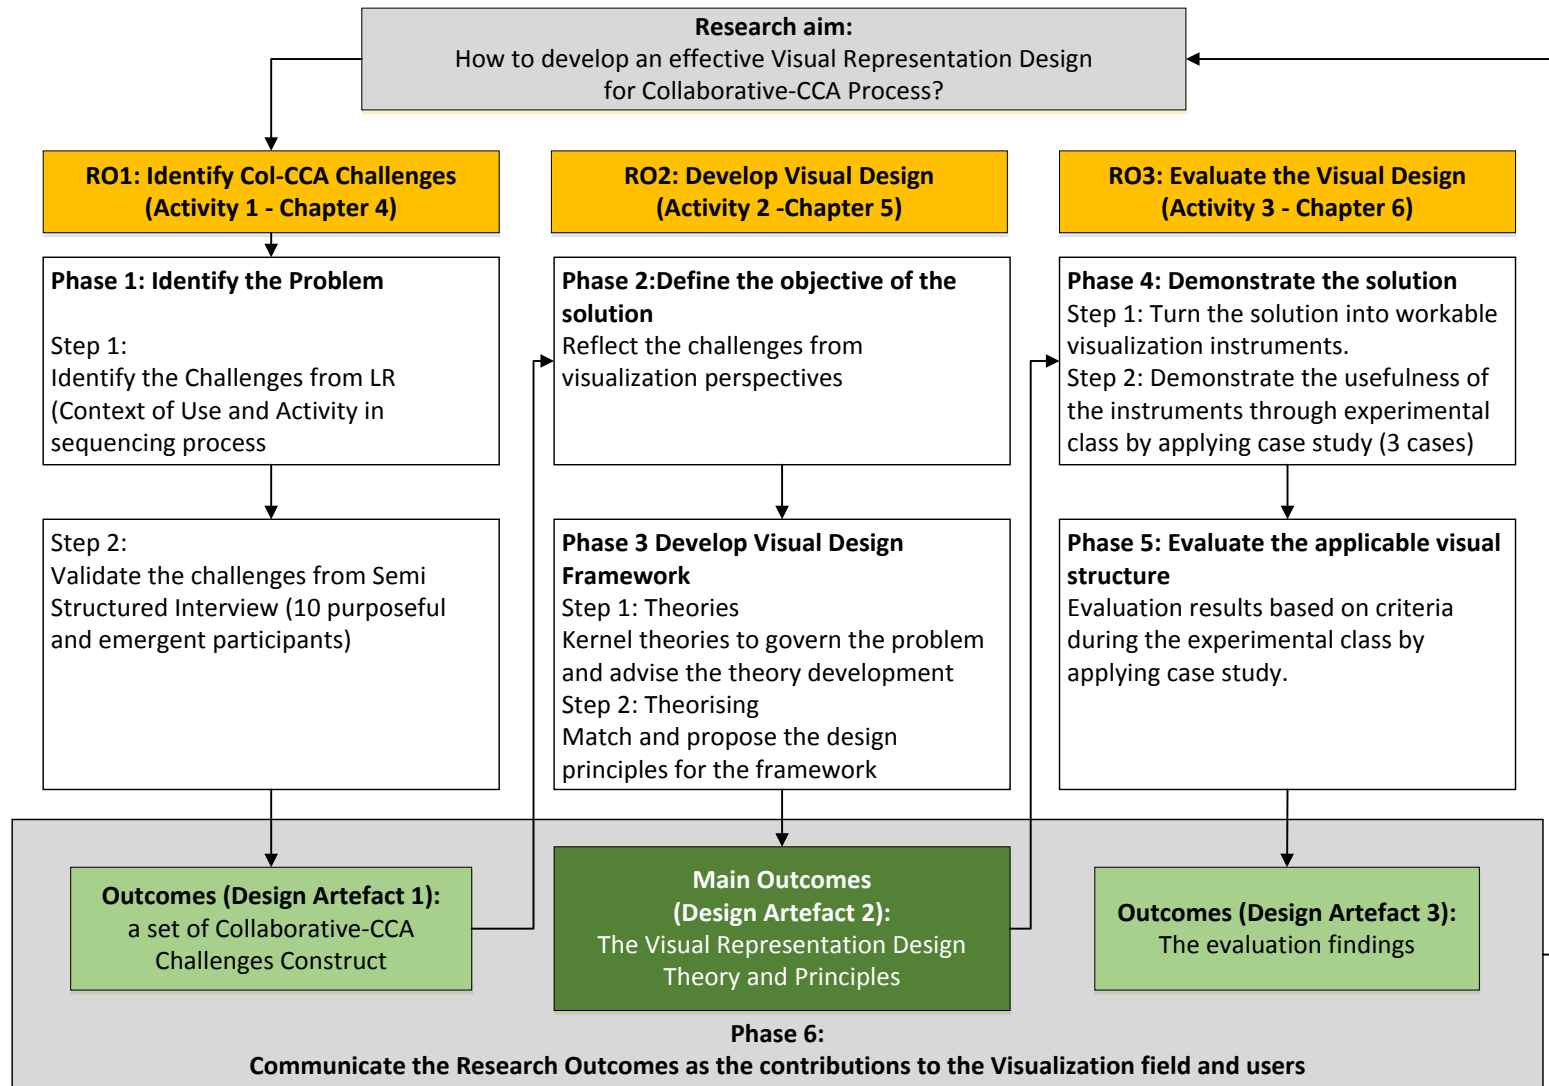 Research aim:
How to develop an effective Visual Representation Design
for Collaborative-CCA Process?
RO1: Identify Col-CCA Challenges
(Activity 1 - Chapter 4)
Phase 1: Identify the Problem
Step 1:
Identify the Challenges from LR
(Context of Use and Activity in
sequencing process
Step 2:
Validate the challenges from Semi
Structured Interview (10 purposeful
and emergent participants)
Outcomes (Design Artefact 1):
a set of Collaborative-CCA
Challenges Construct
RO2: Develop Visual Design
(Activity 2 -Chapter 5)
Phase 2:Define the objective of the
solution
Reflect the challenges from
visualization perspectives
Phase 3 Develop Visual Design
Framework
Step 1: Theories
Kernel theories to govern the problem
and advise the theory development
Step 2: Theorising
Match and propose the design
principles for the framework
Main Outcomes
(Design Artefact 2):
The Visual Representation Design
Theory and Principles
RO3: Evaluate the Visual Design
(Activity 3 - Chapter 6)
Phase 4: Demonstrate the solution
Step 1: Turn the solution into workable
visualization instruments.
Step 2: Demonstrate the usefulness of
the instruments through experimental
class by applying case study (3 cases)
Phase 5: Evaluate the applicable visual
structure
Evaluation results based on criteria
during the experimental class by
applying case study.
Outcomes (Design Artefact 3):
The evaluation findings
Phase 6:
Communicate the Research Outcomes as the contributions to the Visualization field and users